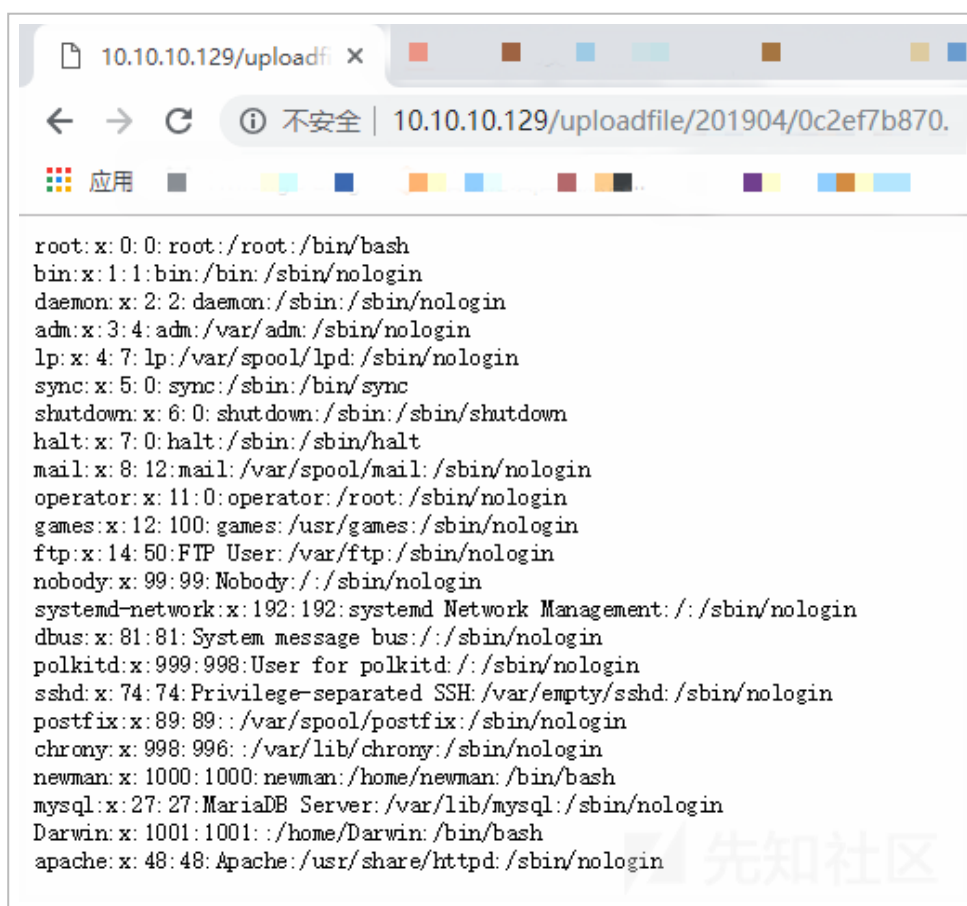 10.10.10.129/uploadfi
不安全 | 10.10.10.129/uploadfile/201904/0c2ef7b870.
应用
root:x:0:0:root:/root:/bin/bash
bin:x:1:1:bin:/bin:/sbin/nologin
daemon:x:2:2:daemon:/sbin:/sbin/nologin
adm:x:3:4:adm:/var/adm:/sbin/nologin
lp:x:4:7:lp:/var/spool/lpd:/sbin/nologin
sync:x:5:0:sync:/sbin:/bin/sync
shutdown:x:6:0:shutdown:/sbin:/sbin/shutdown
halt:x:7:0:halt:/sbin:/sbin/halt
mail:x:8:12:mail:/var/spool/mail:/sbin/nologin
operator:x:11:0:operator:/root:/sbin/nologin
games:x:12:100:games:/usr/games:/sbin/nologin
ftp:x:14:50:FTP User:/var/ftp:/sbin/nologin
nobody:x:99:99:Nobody:/:/sbin/nologin
systemd-network:x:192:192:systemd Network Management:/:/sbin/nologin
dbus:x:81:81:System message bus:/:/sbin/nologin
polkitd:x:999:998:User for polkitd:/:/sbin/nologin
sshd:x:74:74:Privilege-separated SSH:/var/empty/sshd:/sbin/nologin
postfix:x:89:89::/var/spool/postfix:/sbin/nologin
chrony:x:998:996::/var/lib/chrony:/sbin/nologin
newman:x:1000:1000:newman:/home/newman:/bin/bash
mysql:x:27:27:MariaDB Server:/var/lib/mysql:/sbin/nologin
Darwin:x:1001:1001::/home/Darwin:/bin/bash
apache:x:48:48:Apache:/usr/share/httpd:/sbin/nologin
先知社区